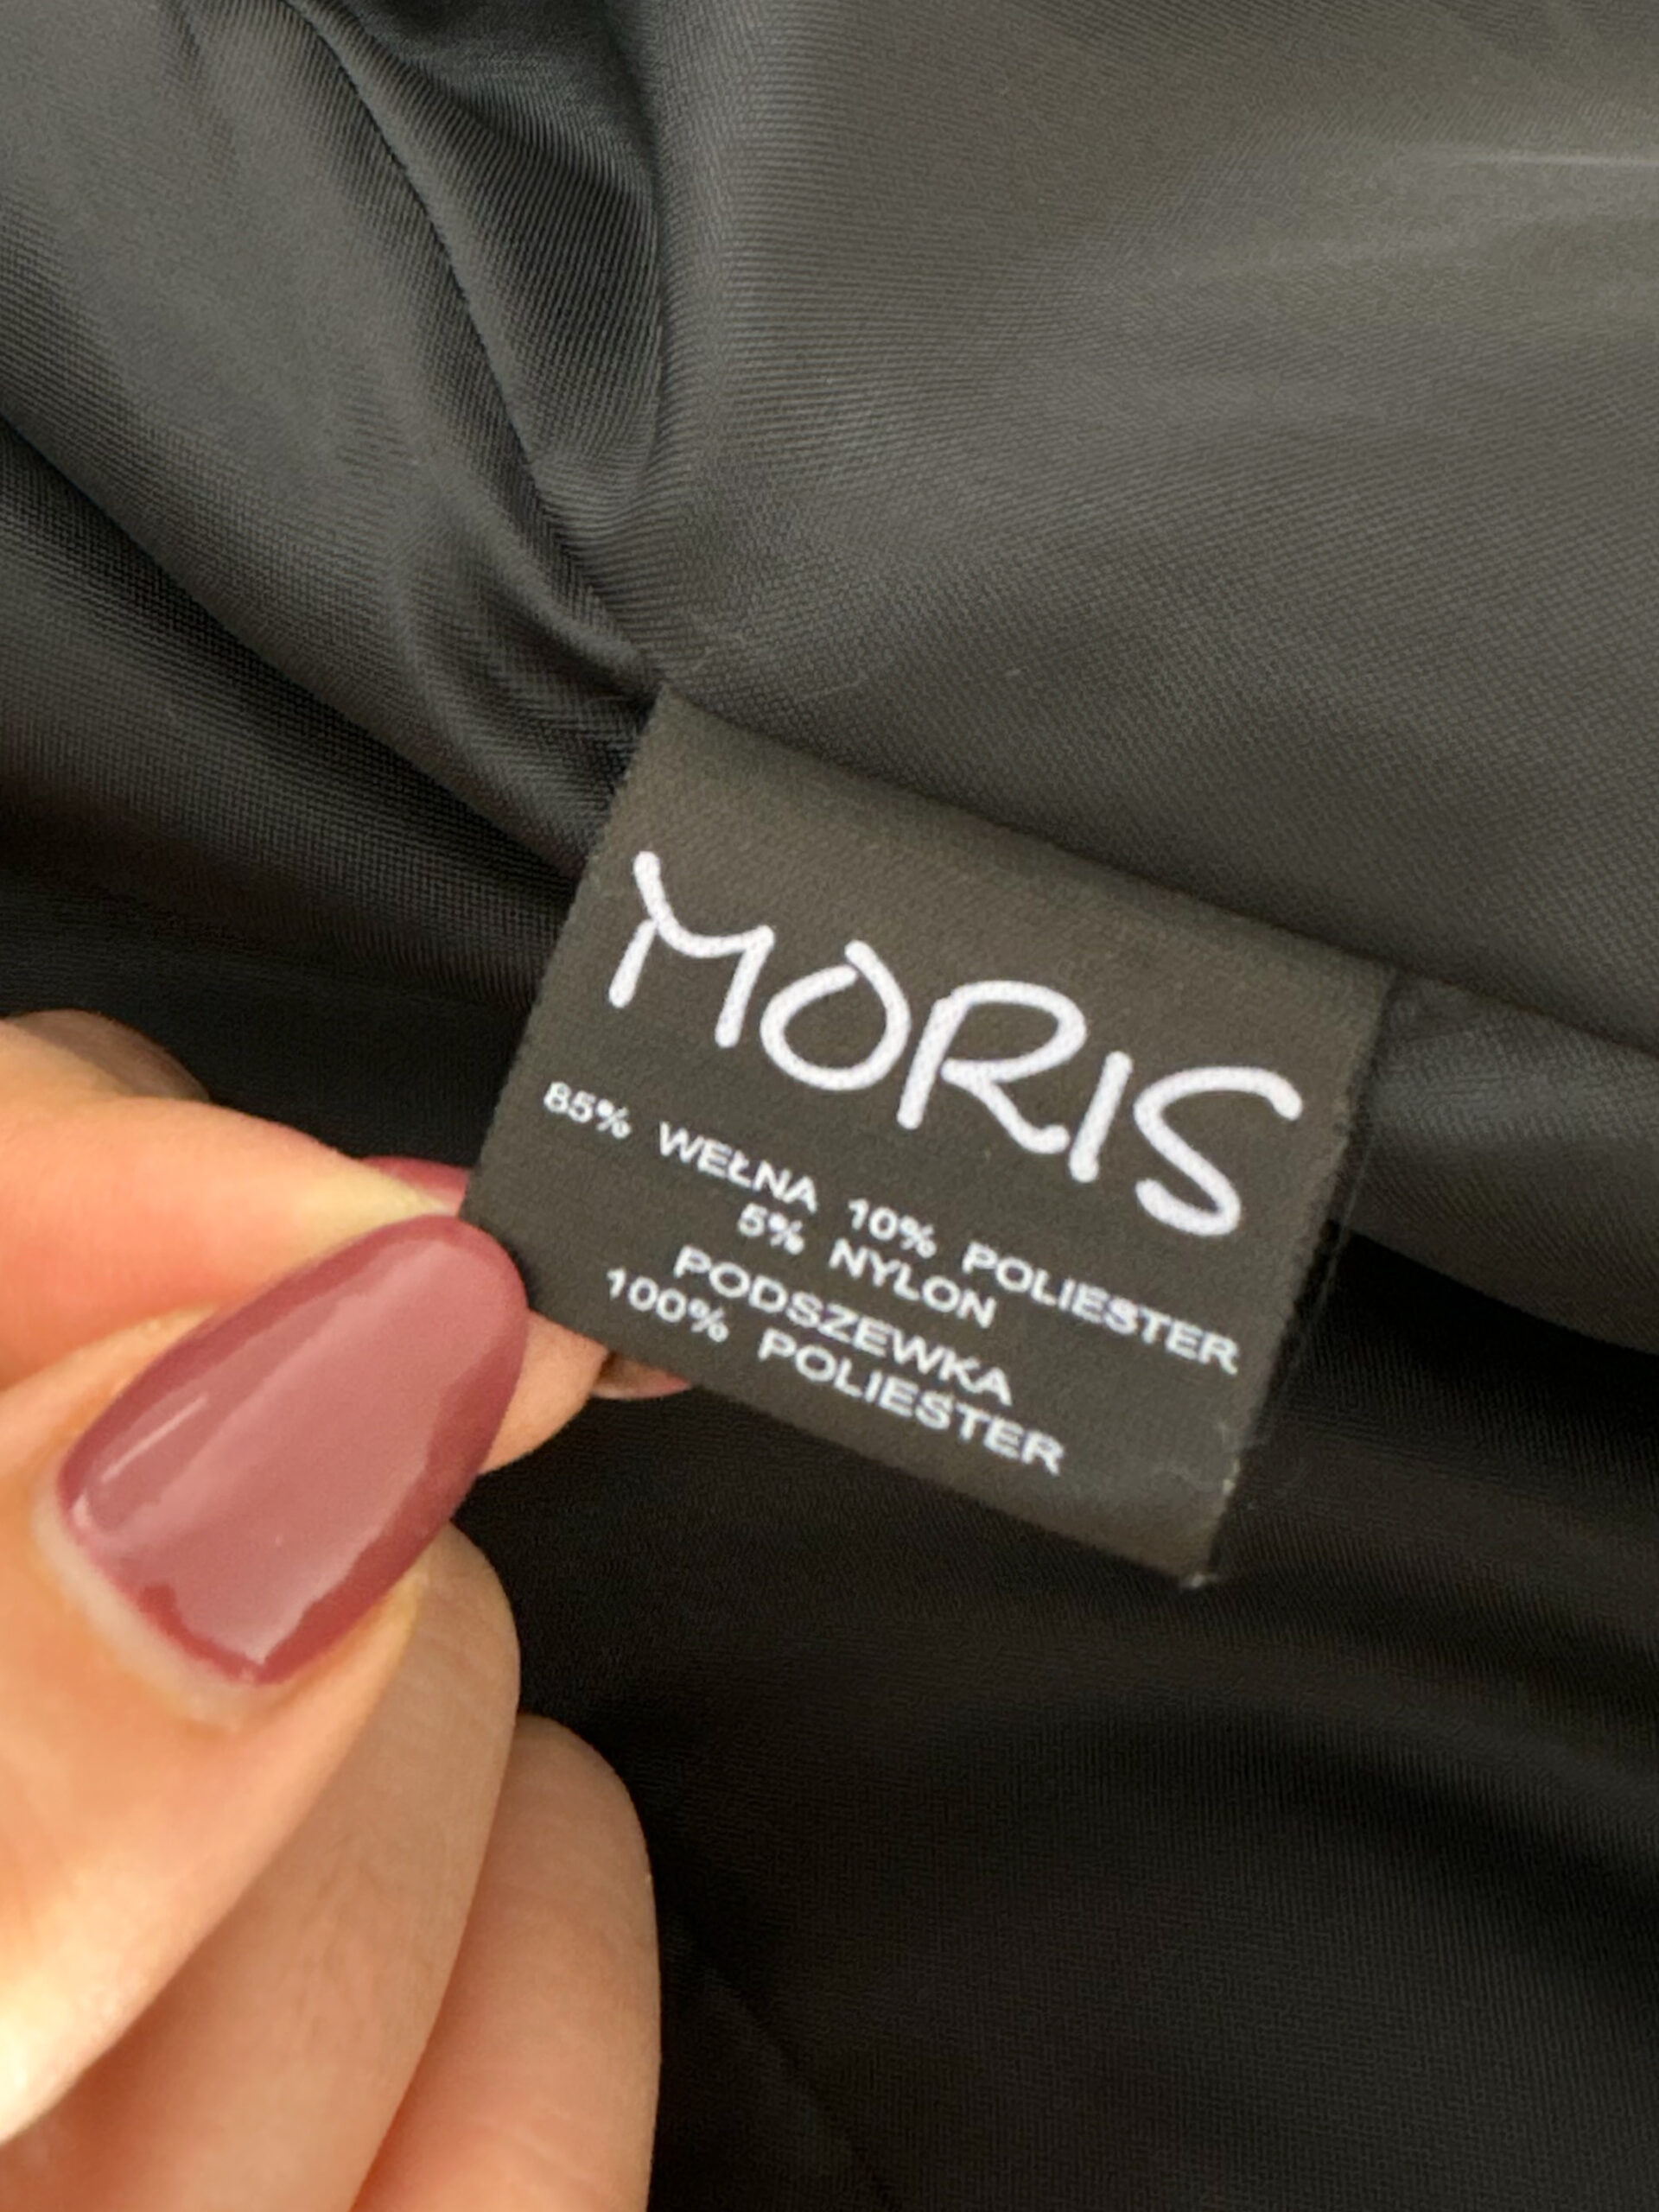 MORIS
85% WEŁNA 10% POLIESTER
5% NYLON
PODSZEWKA
100% POLIESTER